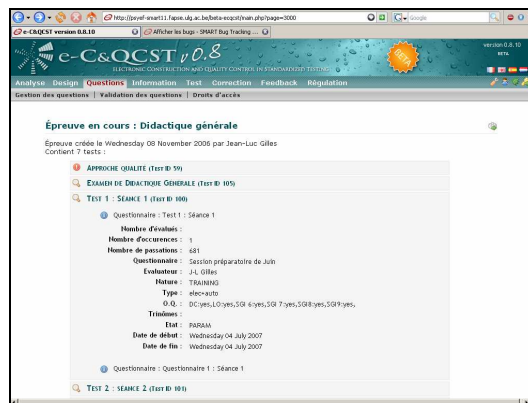 http://psyef-smart11.fapse.ulg.ac.be/beta-ecqcst/main.php?page=3000
Google
e-C&QCST version 0.8.10
Afficher les bugs - SMART Bug Tracking ...
e-C&QCST v0.8
ELECTRONIC CONSTRUCTION AND QUALITY CONTROL IN STANDARDIZED TESTING
BETA
version 0.8.10
BETA
Analyse Design Questions Information Test Correction Feedback Régulation
Gestion des questions | Validation des questions | Droits d'accès
Épreuve en cours : Didactique générale
Épreuve créée le Wednesday 08 November 2006 par Jean-Luc Gilles
Contient 7 tests :
APPROCHE QUALITÉ (TEST ID 59)
EXAMEN DE DIDACTIQUE GÉNÉRALE (TEST ID 105)
TEST 1 : SÉANCE 1 (TEST ID 100)
Questionnaire : Test 1 : Séance 1
Nombre d'évalués :
Nombre d'occurences : 1
Nombre de passations : 681
Questionnaire : Session préparatoire de Juin
Évaluateur : J-L Gilles
Nature : TRAINING
Type : elec+auto
O.Q. : DC:yes,LO:yes,SGI 6:yes,SGI 7:yes,SGI8:yes,SGI9:yes,
Trinômes :
Etat : PARAM
Date de début : Wednesday 04 July 2007
Date de fin : Wednesday 04 July 2007
Questionnaire : Questionnaire 1 : Séance 1
TEST 2 : SÉANCE 2 (TEST ID 101)